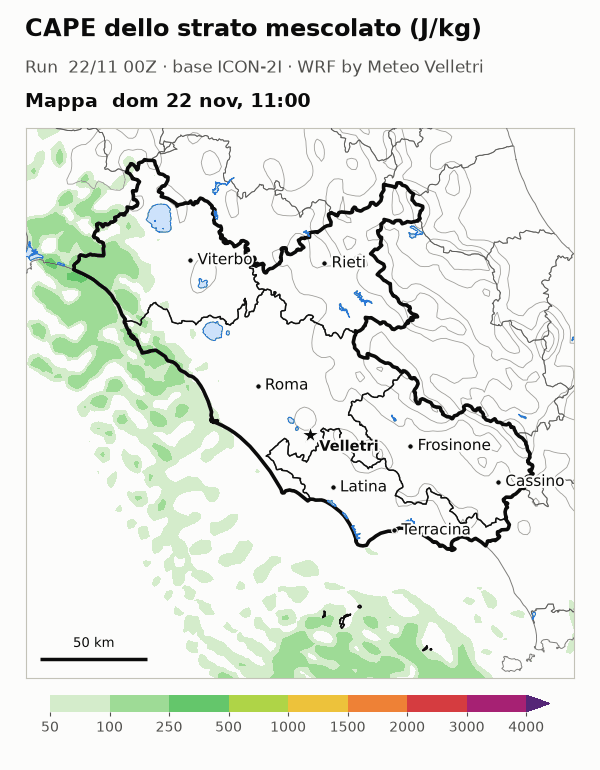 CAPE dello strato mescolato (J/kg)
Run  22/11 00Z · base ICON-2I · WRF by Meteo Velletri
Mappa  dom 22 nov, 11:00
Viterbo
Rieti
Roma
Velletri
Frosinone
Cassino
Latina
Terracina
50 km
50 100 250 500 1000 1500 2000 3000 4000